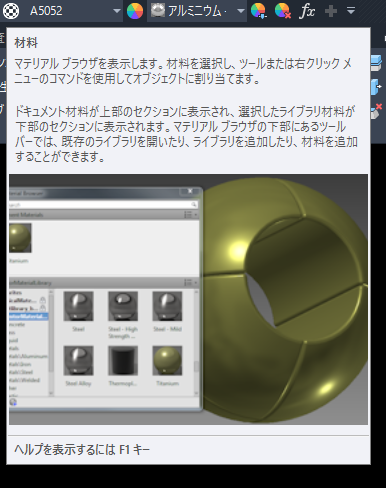 A5052
アルミニウム
fx
材料
マテリアル ブラウザを表示します。材料を選択し、ツールまたは右クリック メ
ニューのコマンドを使用してオブジェクトに割り当てます。
ドキュメント材料が上部のセクションに表示され、選択したライブラリ材料が
下部のセクションに表示されます。マテリアル ブラウザの下部にあるツール
バーでは、既存のライブラリを開いたり、ライブラリを追加したり、材料を追加
することができます。
Steel
Steel - High
Strength
Steel - Mild
Steel Alloy
Titanium
ヘルプを表示するには F1 キー